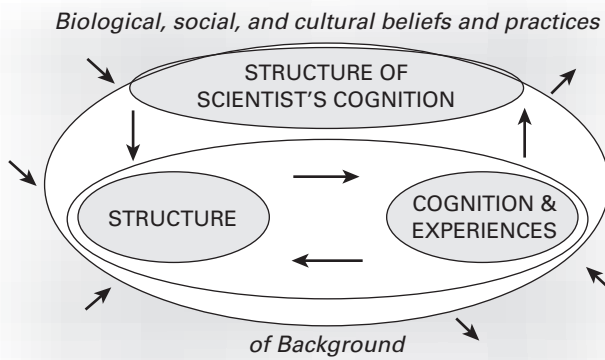 Biological, social, and cultural beliefs and practices
STRUCTURE OF
SCIENTIST'S COGNITION
STRUCTURE
COGNITION &
EXPERIENCES
of Background